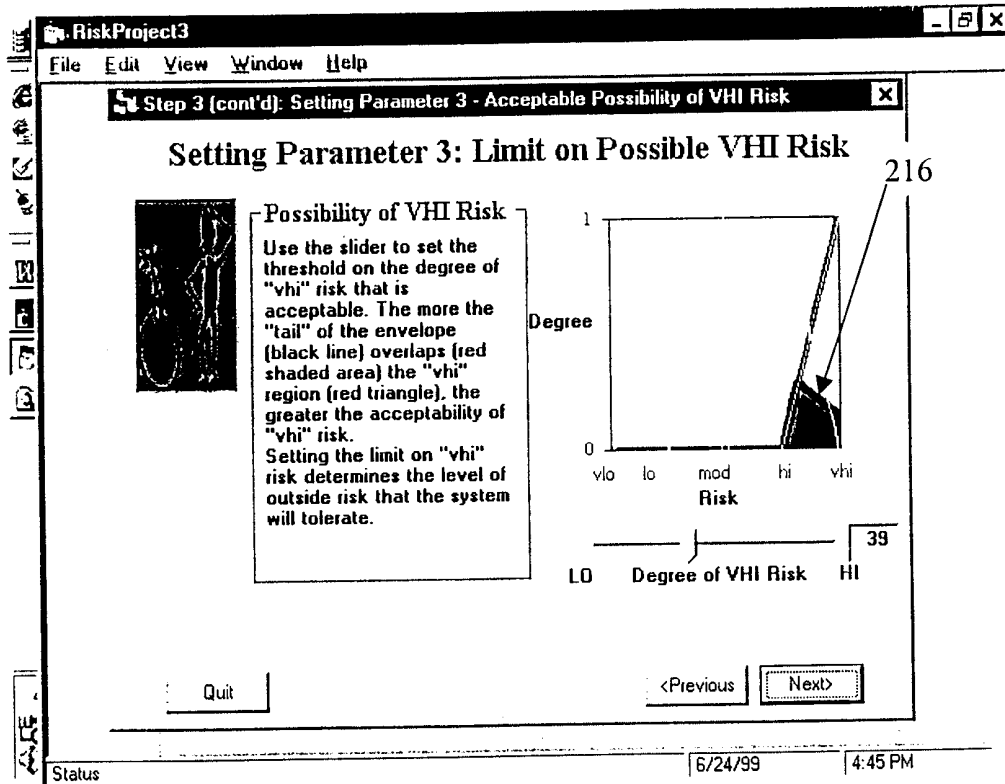 RiskProject3
File Edit View Window Help
Step 3 (cont'd): Setting Parameter 3 - Acceptable Possibility of VHI Risk
Setting Parameter 3: Limit on Possible VHI Risk
216
Possibility of VHI Risk
Use the slider to set the
threshold on the degree of
"vhi" risk that is
acceptable. The more the
"tail" of the envelope
(black line) overlaps (red
shaded area) the "vhi"
region (red triangle), the
greater the acceptability of
"vhi" risk.
Setting the limit on "vhi"
risk determines the level of
outside risk that the system
will tolerate.
1
Degree
0
vlo lo mod hi vhi
Risk
39
LO Degree of VHI Risk HI
Quit
<Previous Next>
Status 6/24/99 4:45 PM